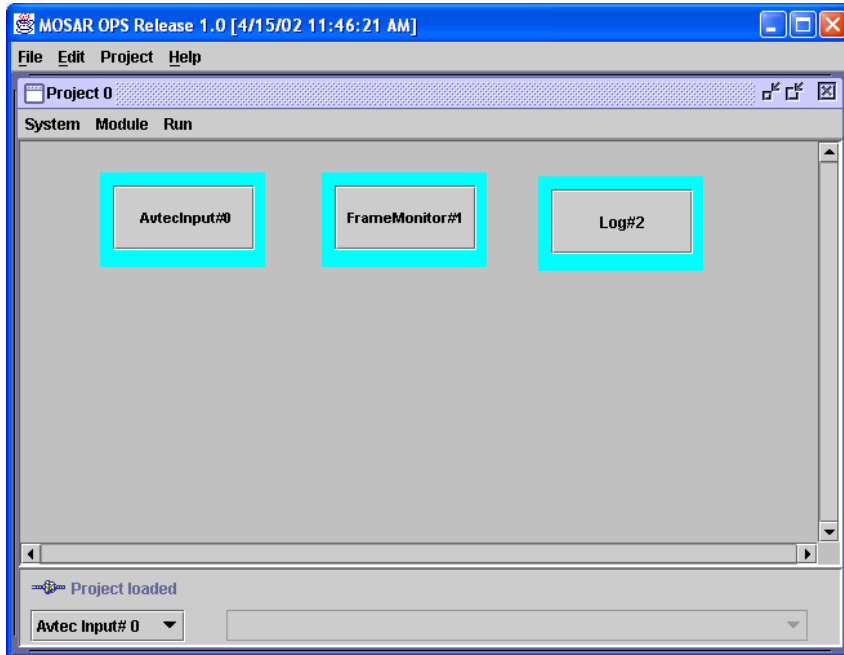 MOSAR OPS Release 1.0 [4/15/02 11:46:21 AM]
File Edit Project Help
Project 0
System Module Run
AvtecInput#0 FrameMonitor#1 Log#2
Project loaded
Avtec Input# 0